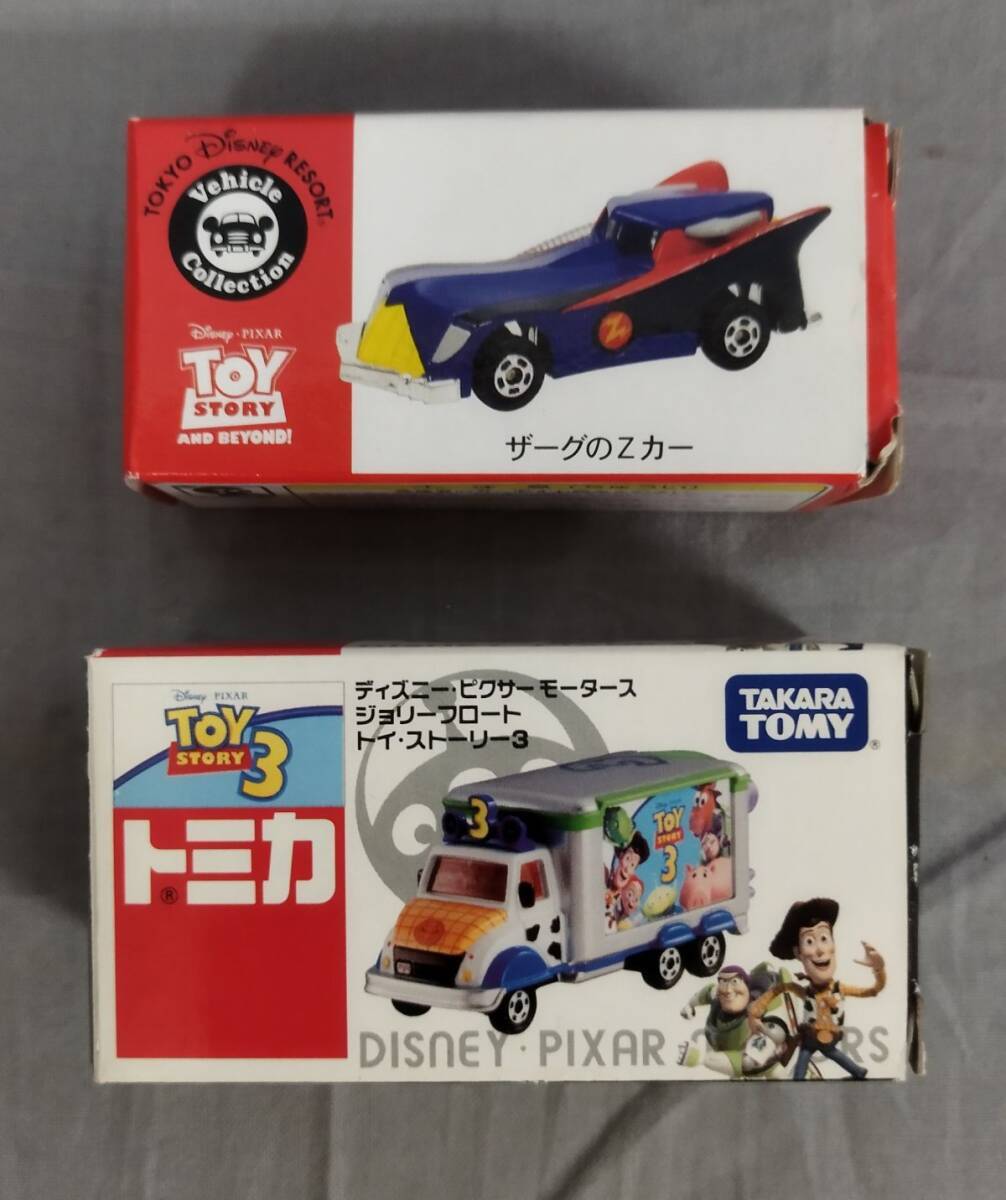 TOKYO Disney RESORT®
Vehicle
Collection
Disney · PIXAR
TOY
STORY
AND BEYOND!
Z
ザーグのZカー
Disney PIXAR
TOY
STORY 3
トミカ®
ディズニー・ピクサー モータース
ジョリーフロート
トイ・ストーリー3
TAKARA
TOMY®
3
TOY
STORY
3
DISNEY · PIXAR